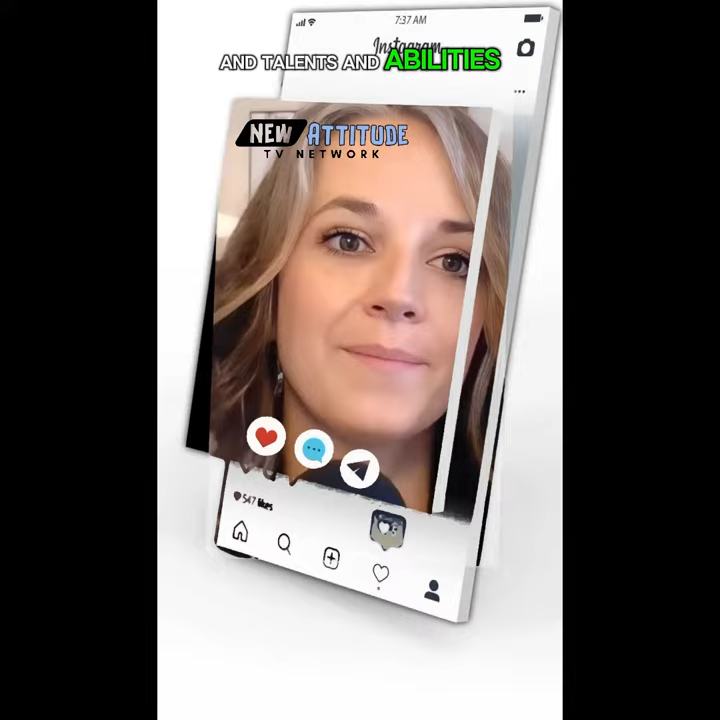 7:37 AM
Instagram
AND TALENTS AND ABILITIES
NEW ATTITUDE
TV NETWORK
547 likes